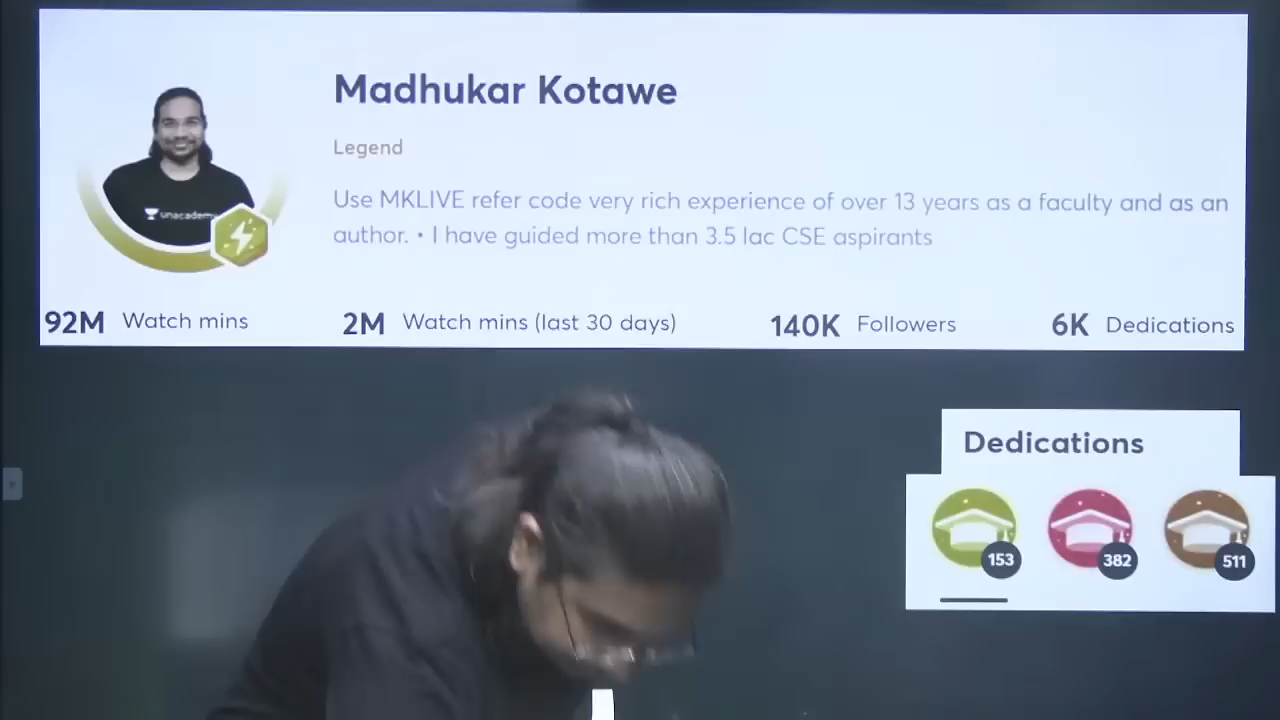 Madhukar Kotawe
Legend
unacademy
Use MKLIVE refer code very rich experience of over 13 years as a faculty and as an
author. • I have guided more than 3.5 lac CSE aspirants
92M Watch mins
2M Watch mins (last 30 days)
140K Followers
6K Dedications
Dedications
153
382
511